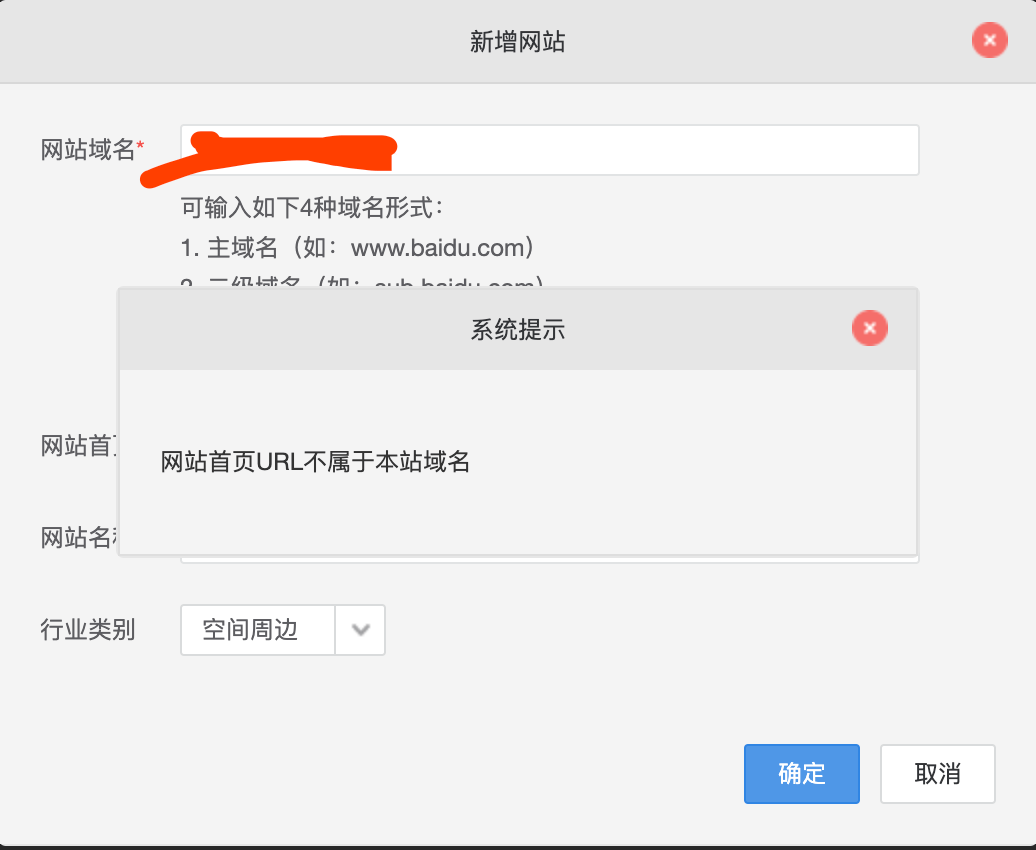 新增网站
网站域名*
可输入如下4种域名形式：
1. 主域名（如：www.baidu.com）
2. 二级域名（如：sub.baidu.com）
系统提示
网站首
网站首页URL不属于本站域名
网站名
行业类别
空间周边
确定
取消